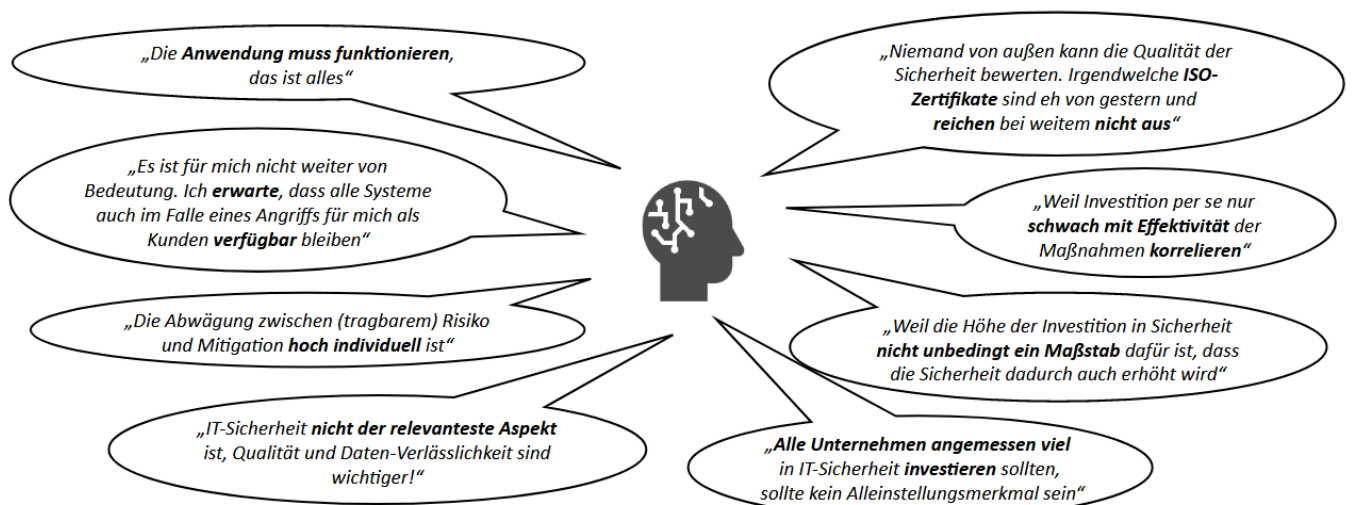 „Die Anwendung muss funktionieren,
das ist alles“
„Niemand von außen kann die Qualität der
Sicherheit bewerten. Irgendwelche ISO-
Zertifikate sind eh von gestern und
reichen bei weitem nicht aus“
„Es ist für mich nicht weiter von
Bedeutung. Ich erwarte, dass alle Systeme
auch im Falle eines Angriffs für mich als
Kunden verfügbar bleiben“
„Weil Investition per se nur
schwach mit Effektivität der
Maßnahmen korrelieren“
„Die Abwägung zwischen (tragbarem) Risiko
und Mitigation hoch individuell ist“
„Weil die Höhe der Investition in Sicherheit
nicht unbedingt ein Maßstab dafür ist, dass
die Sicherheit dadurch auch erhöht wird“
„IT-Sicherheit nicht der relevanteste Aspekt
ist, Qualität und Daten-Verlässlichkeit sind
wichtiger!“
„Alle Unternehmen angemessen viel
in IT-Sicherheit investieren sollten,
sollte kein Alleinstellungsmerkmal sein“